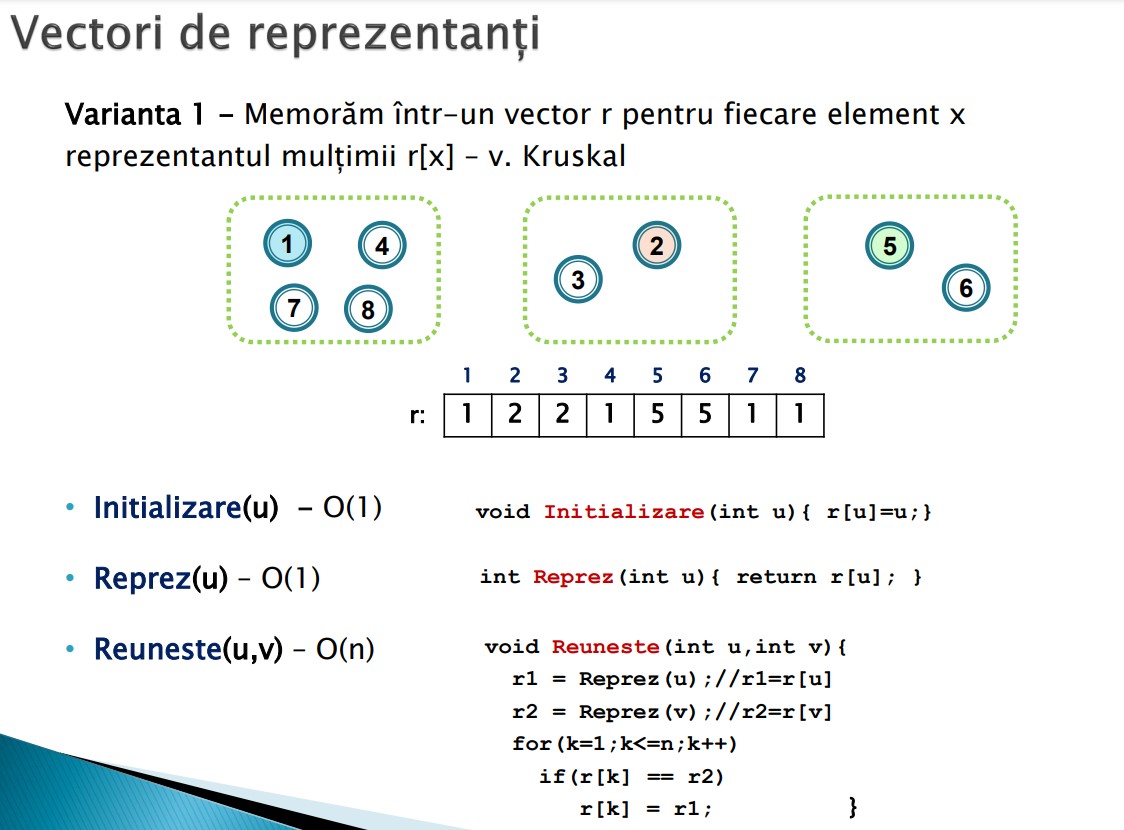 Vectori de reprezentanți
Varianta 1 – Memorăm într-un vector r pentru fiecare element x
reprezentantul mulțimii r[x] – v. Kruskal
1 4
7 8
2
3
5
6
1 2 3 4 5 6 7 8
r: 1 2 2 1 5 5 1 1
• Initializare(u) – O(1)
void Initializare(int u){ r[u]=u;}
• Reprez(u) – O(1)
int Reprez(int u){ return r[u]; }
• Reuneste(u,v) – O(n)
void Reuneste(int u,int v){
r1 = Reprez(u);//r1=r[u]
r2 = Reprez(v);//r2=r[v]
for(k=1;k<=n;k++)
if(r[k] == r2)
r[k] = r1; }